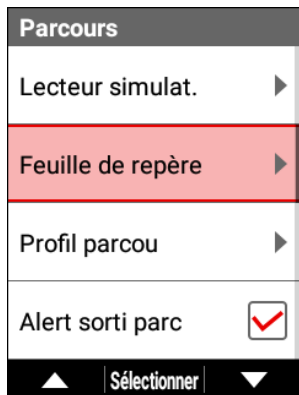 Parcours
Lecteur simulat.
Feuille de repère
Profil parcou
Alert sorti parc
Sélectionner